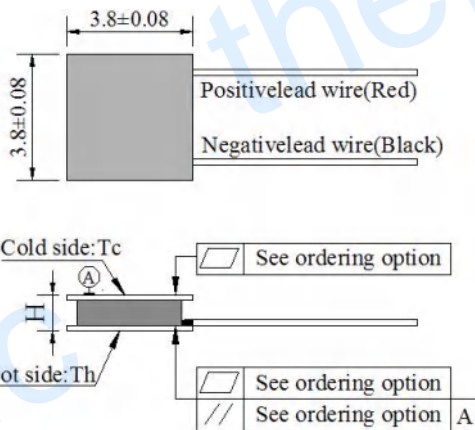 3.8±0.08
3.8±0.08
Positivelead wire(Red)
Negativelead wire(Black)
Cold side:Tc
A
See ordering option
H
ot side:Th
See ordering option
// See ordering option A